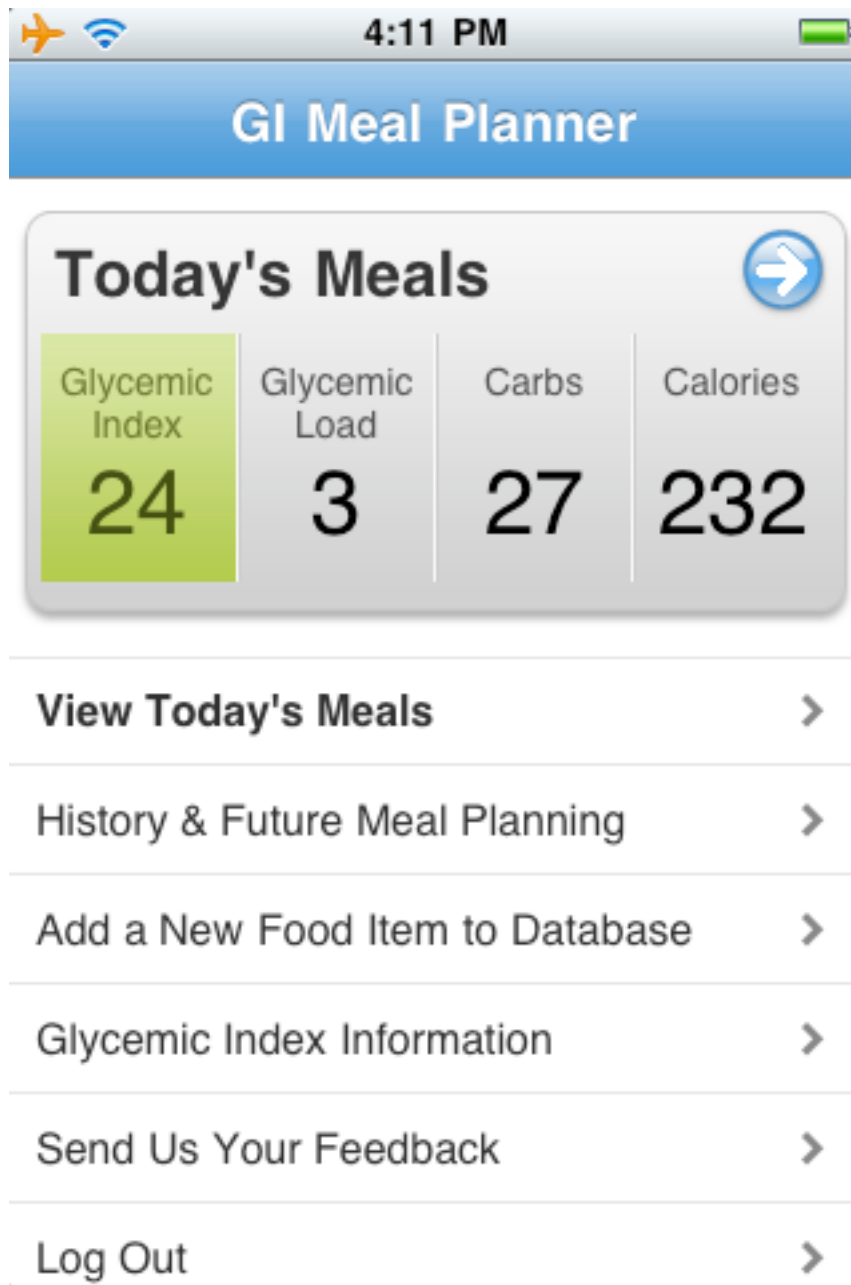 4:11 PM
GI Meal Planner
Today's Meals
Glycemic Index
24
Glycemic Load
3
Carbs
27
Calories
232
View Today's Meals
History & Future Meal Planning
Add a New Food Item to Database
Glycemic Index Information
Send Us Your Feedback
Log Out